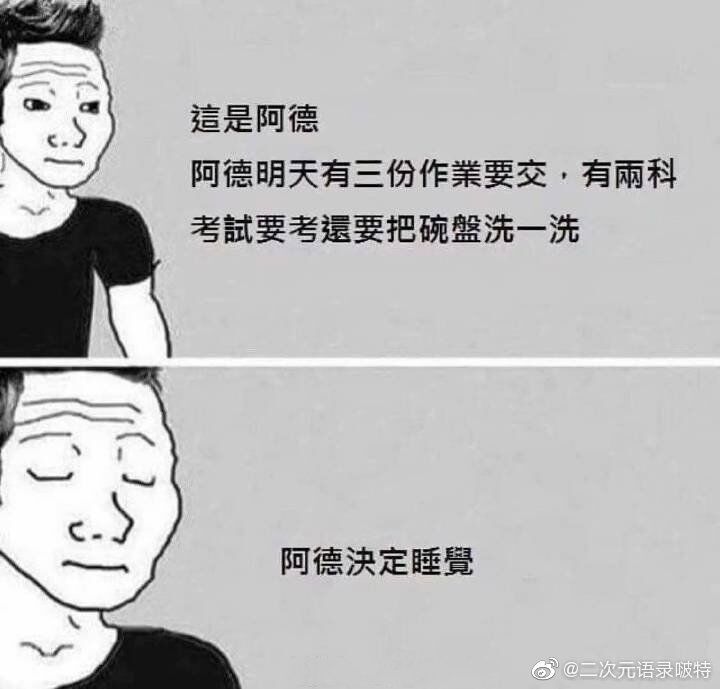 這是阿德
阿德明天有三份作業要交，有兩科
考試要考還要把碗盤洗一洗
阿德決定睡覺
@二次元语录啵特